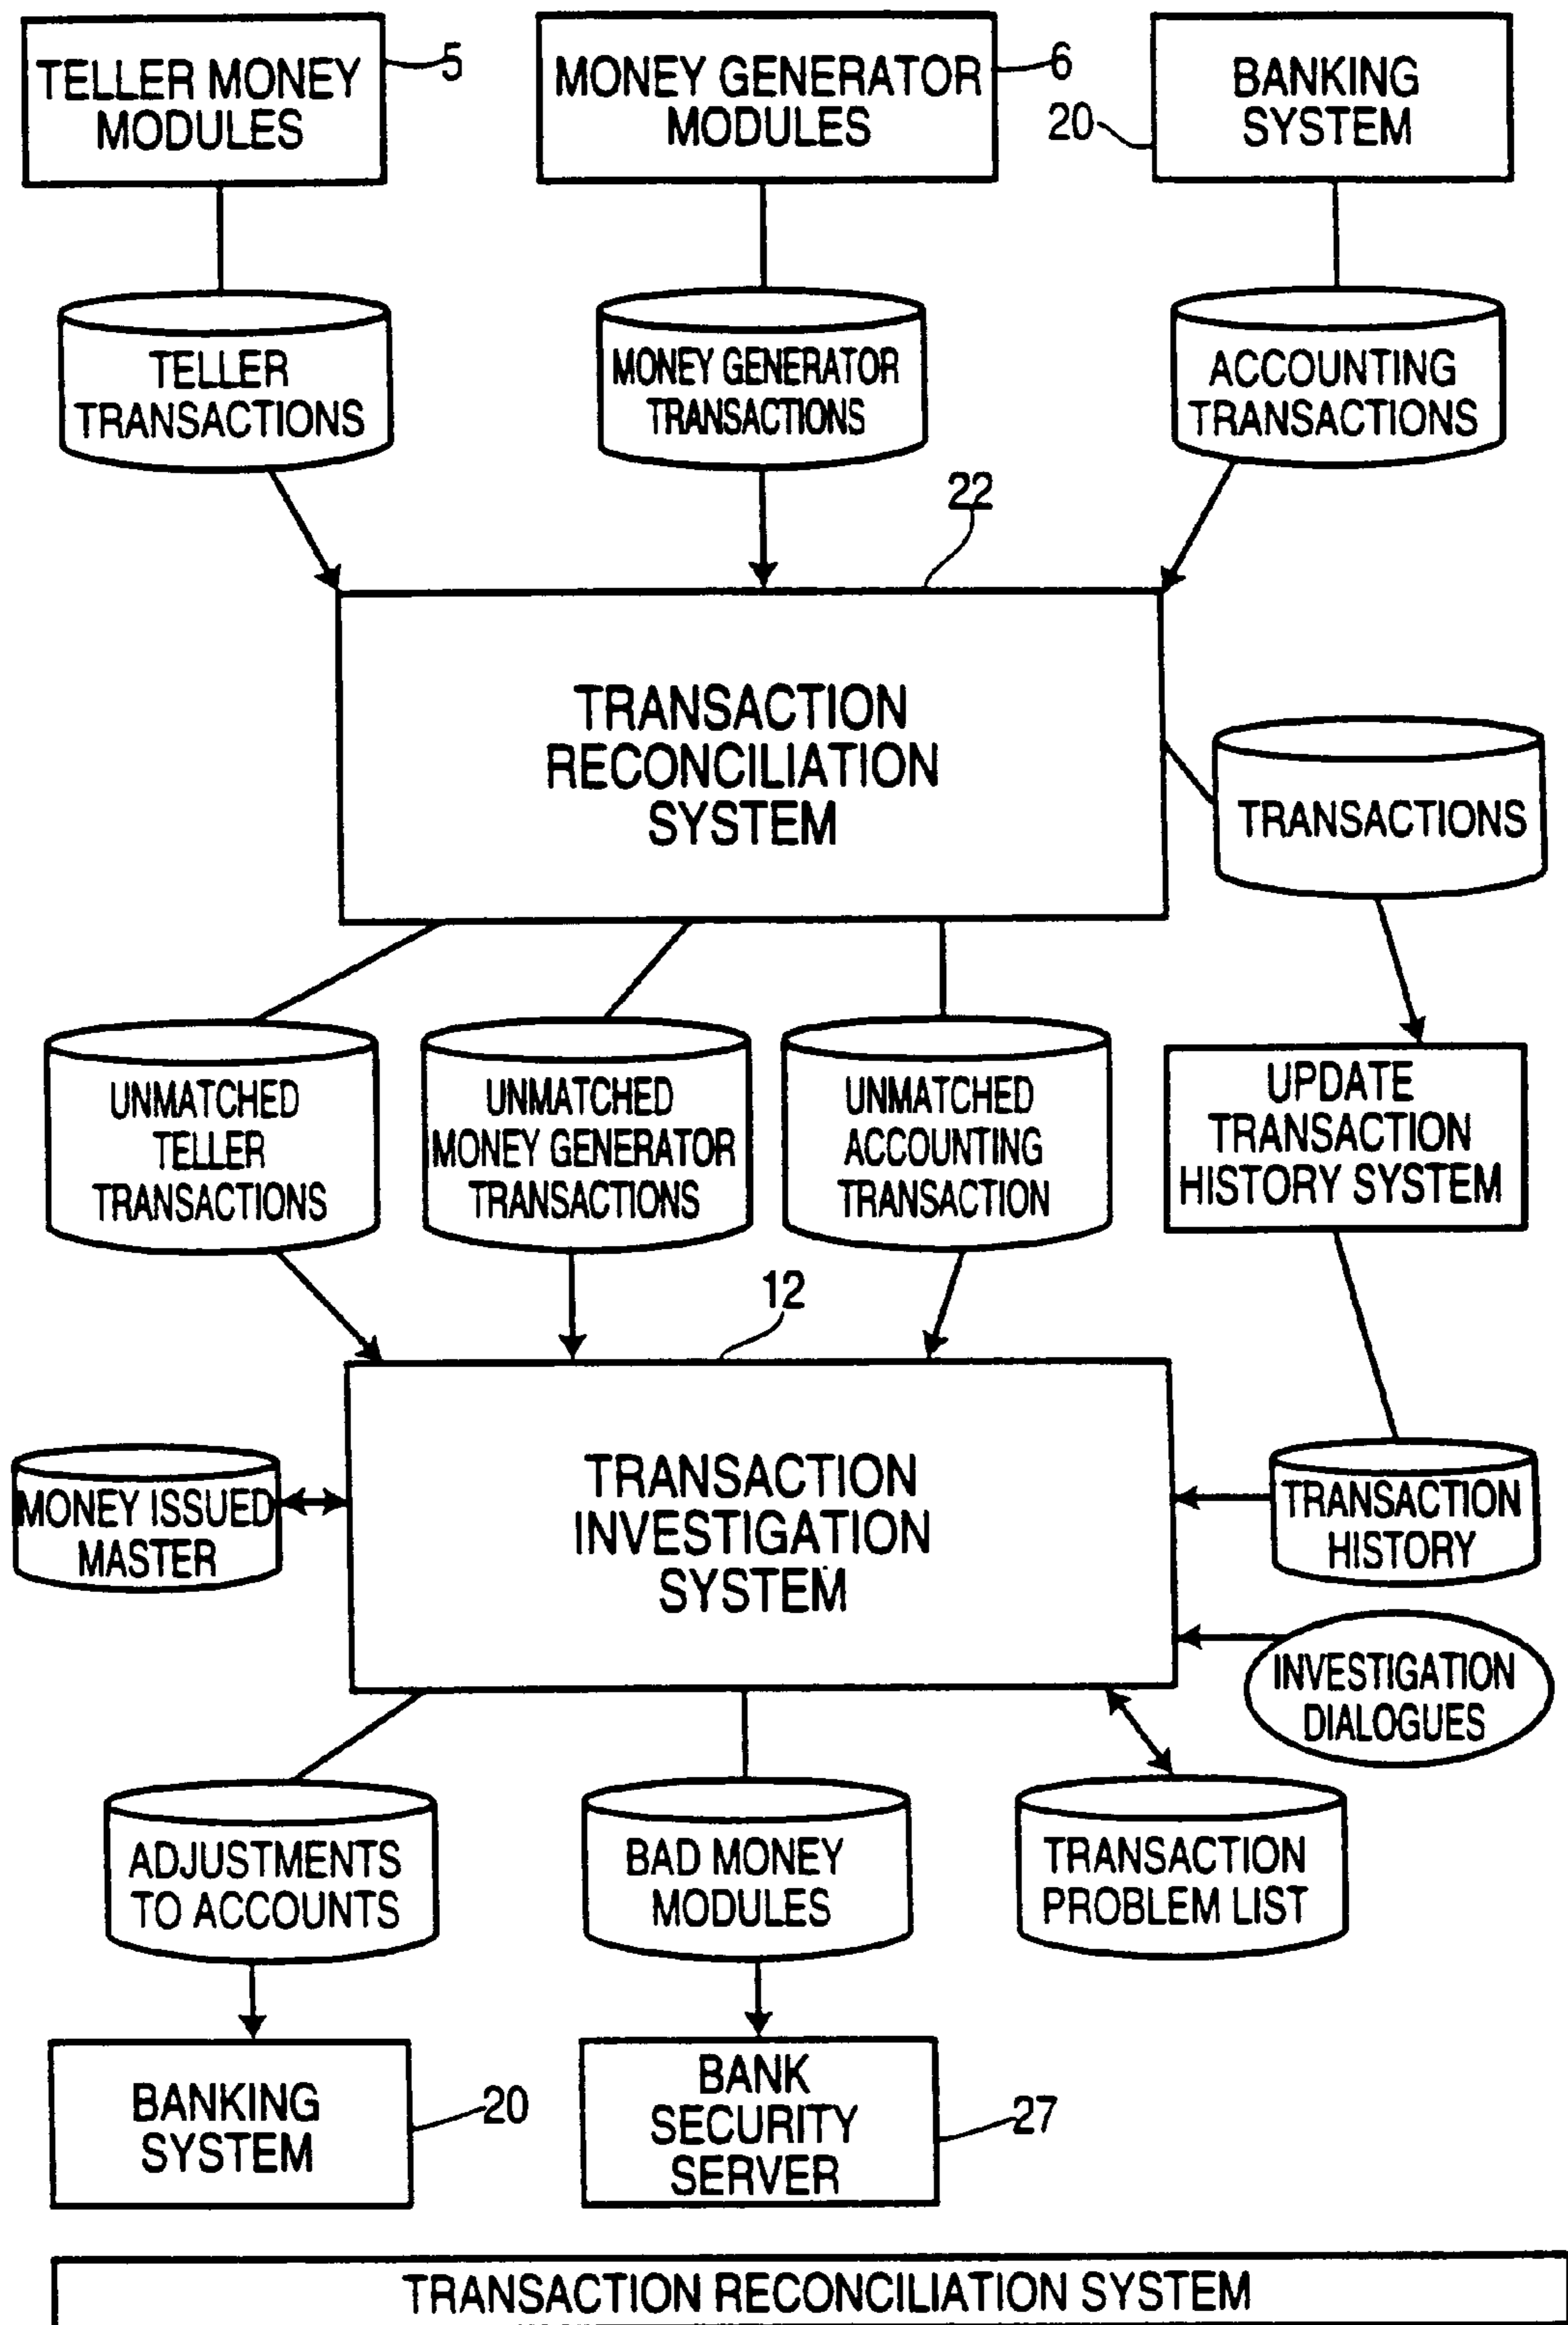 TELLER MONEY
MODULES
5
MONEY GENERATOR
MODULES
6
20
BANKING
SYSTEM
TELLER
TRANSACTIONS
MONEY GENERATOR
TRANSACTIONS
ACCOUNTING
TRANSACTIONS
22
TRANSACTION
RECONCILIATION
SYSTEM
TRANSACTIONS
UNMATCHED
TELLER
TRANSACTIONS
UNMATCHED
MONEY GENERATOR
TRANSACTIONS
UNMATCHED
ACCOUNTING
TRANSACTION
UPDATE
TRANSACTION
HISTORY SYSTEM
12
MONEY ISSUED
MASTER
TRANSACTION
INVESTIGATION
SYSTEM
TRANSACTION
HISTORY
INVESTIGATION
DIALOGUES
ADJUSTMENTS
TO ACCOUNTS
BAD MONEY
MODULES
TRANSACTION
PROBLEM LIST
BANKING
SYSTEM
20
BANK
SECURITY
SERVER
27
TRANSACTION RECONCILIATION SYSTEM